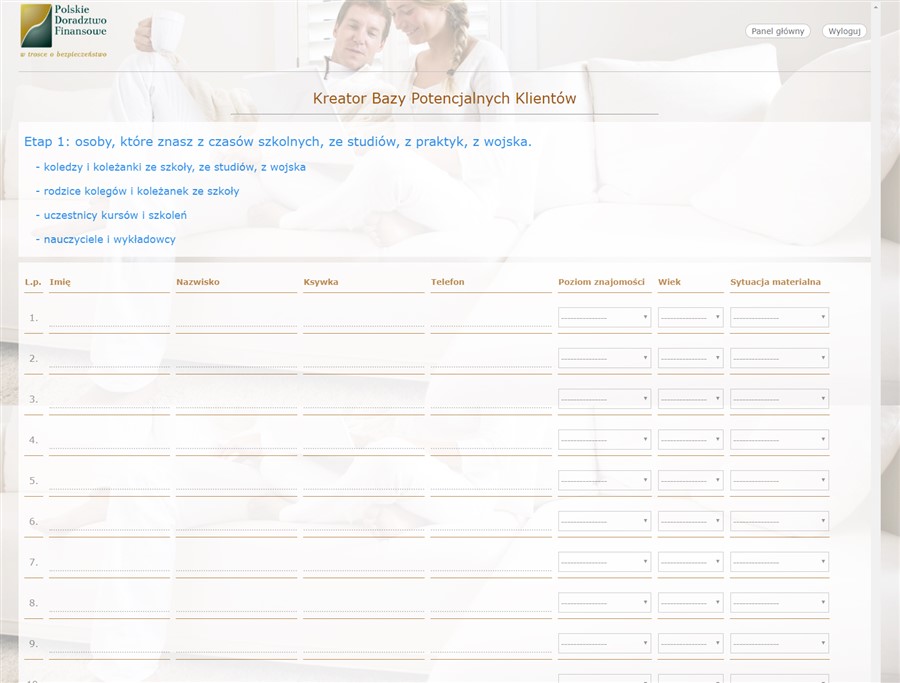 Polskie
Doradztwo
Finansowe
w trosce o bezpieczeństwo
Panel główny
Wyloguj
Kreator Bazy Potencjalnych Klientów
Etap 1: osoby, które znasz z czasów szkolnych, ze studiów, z praktyk, z wojska.
- koledzy i koleżanki ze szkoły, ze studiów, z wojska
- rodzice kolegów i koleżanek ze szkoły
- uczestnicy kursów i szkoleń
- nauczyciele i wykładowcy
L.p. Imię Nazwisko Ksywka Telefon Poziom znajomości Wiek Sytuacja materialna
1.
2.
3.
4.
5.
6.
7.
8.
9.